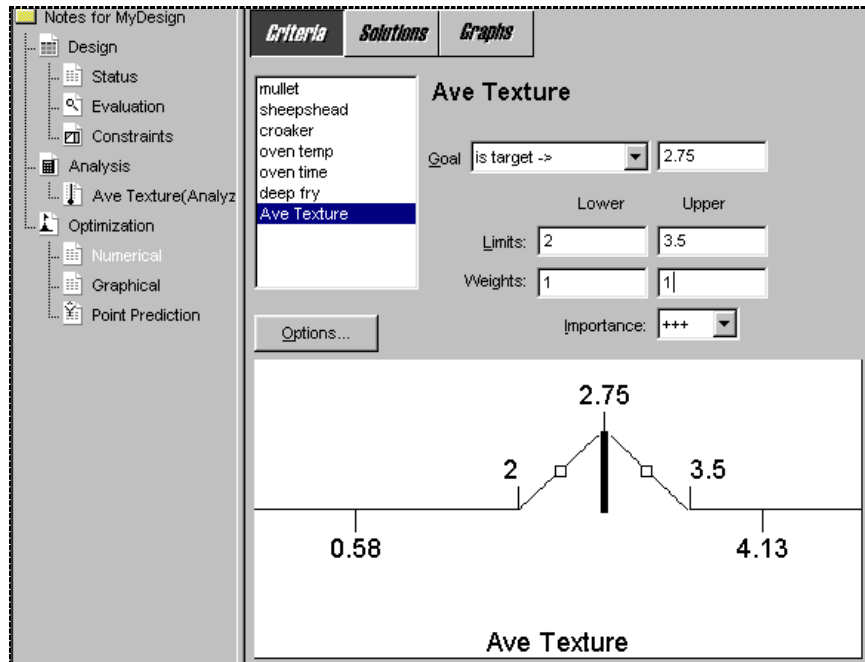 Notes for MyDesign
Design
Status
Evaluation
Constraints
Analysis
Ave Texture(Analyz
Optimization
Numerical
Graphical
Point Prediction
Criteria Solutions Graphs
mullet
sheepshead
croaker
oven temp
oven time
deep fry
Ave Texture
Options...
Ave Texture
Goal is target -> 2.75
Lower Upper
Limits: 2 3.5
Weights: 1 1
Importance: +++
2.75
2 3.5
0.58 4.13
Ave Texture